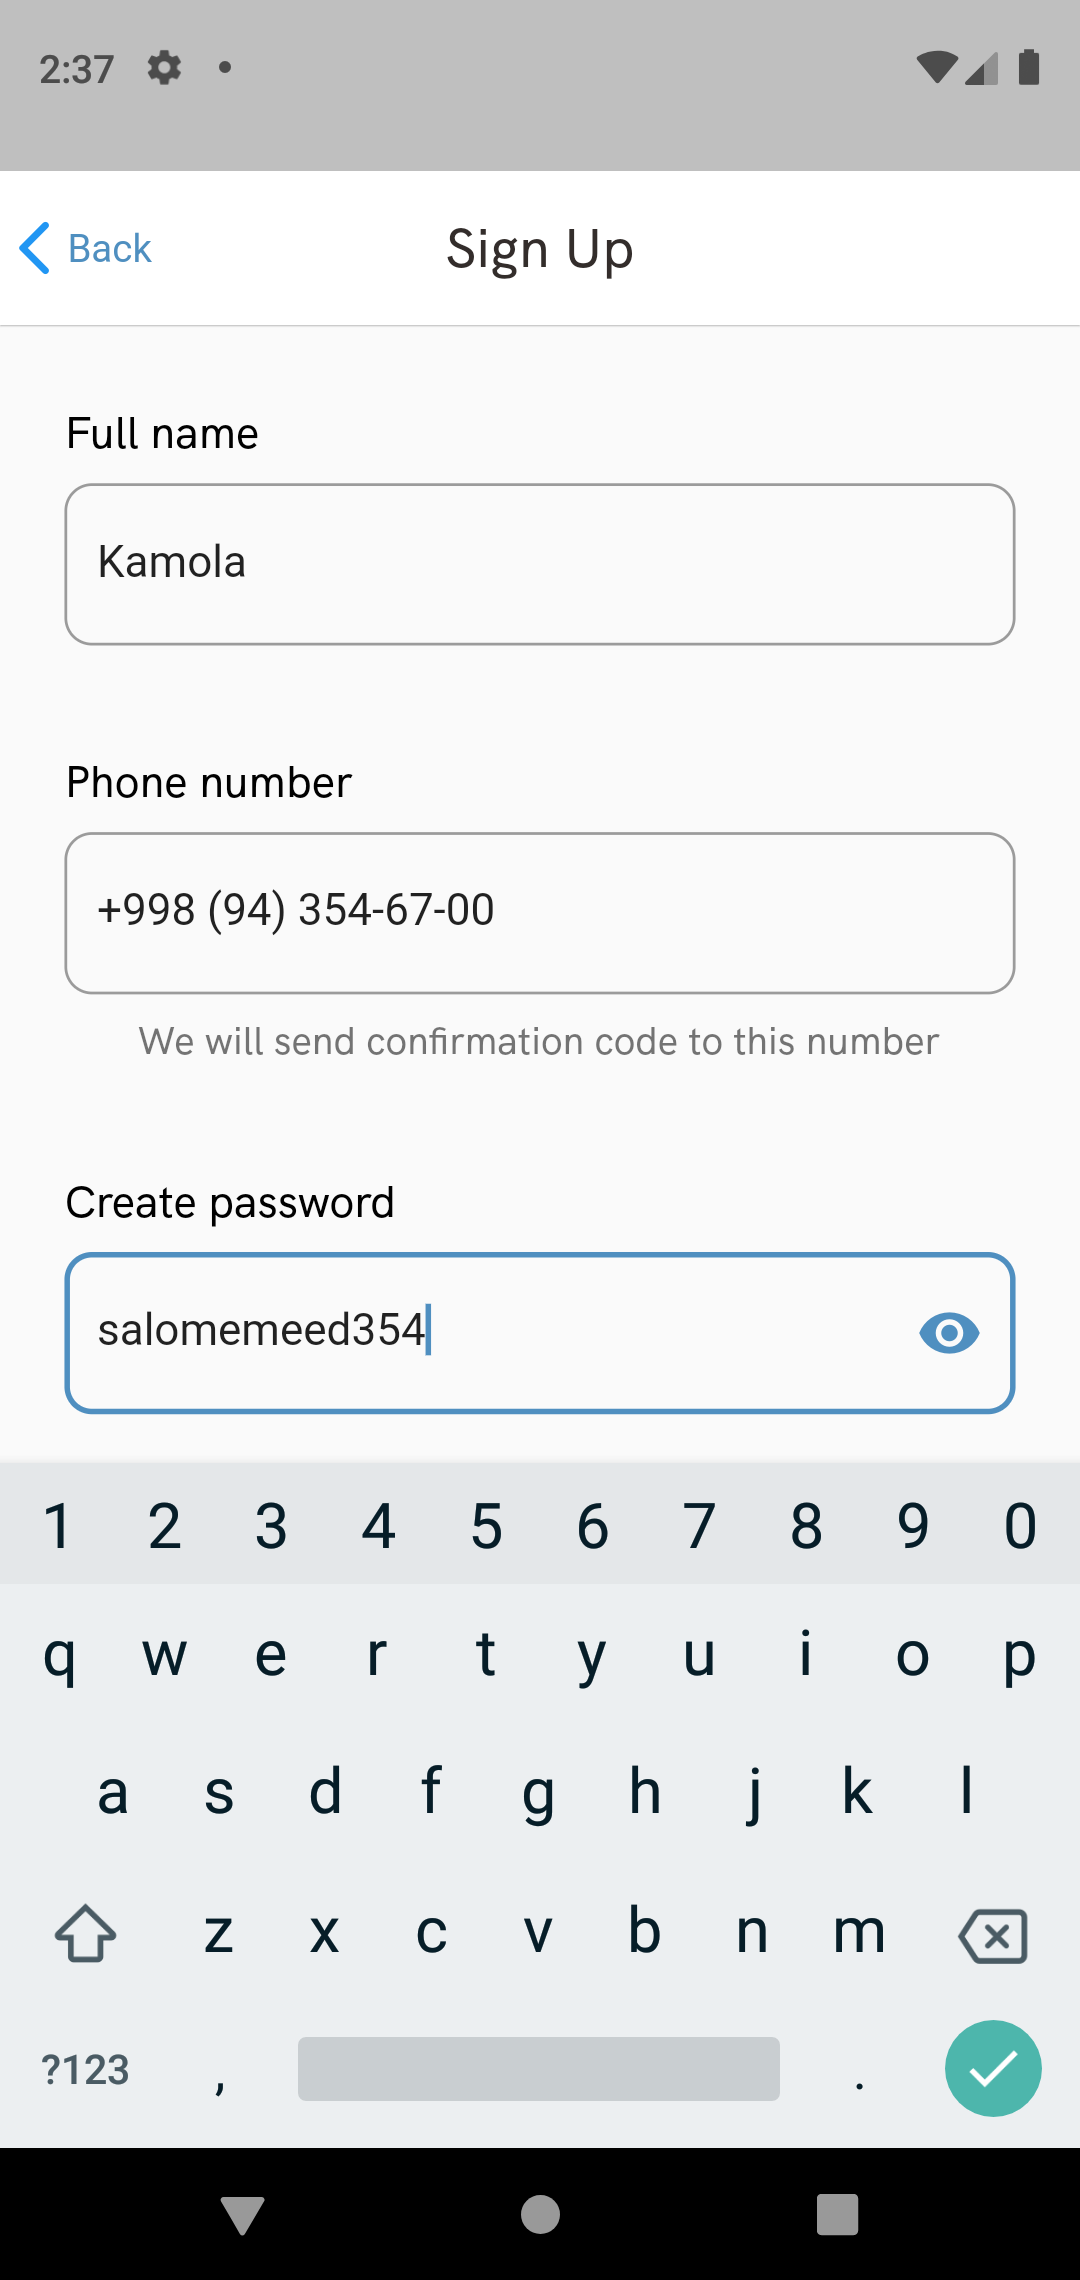 2:37
Back
Sign Up
Full name
Kamola
Phone number
+998 (94) 354-67-00
We will send confirmation code to this number
Create password
salomemeed354
1 2 3 4 5 6 7 8 9 0
q w e r t y u i o p
a s d f g h j k l
z x c v b n m
?123 , .